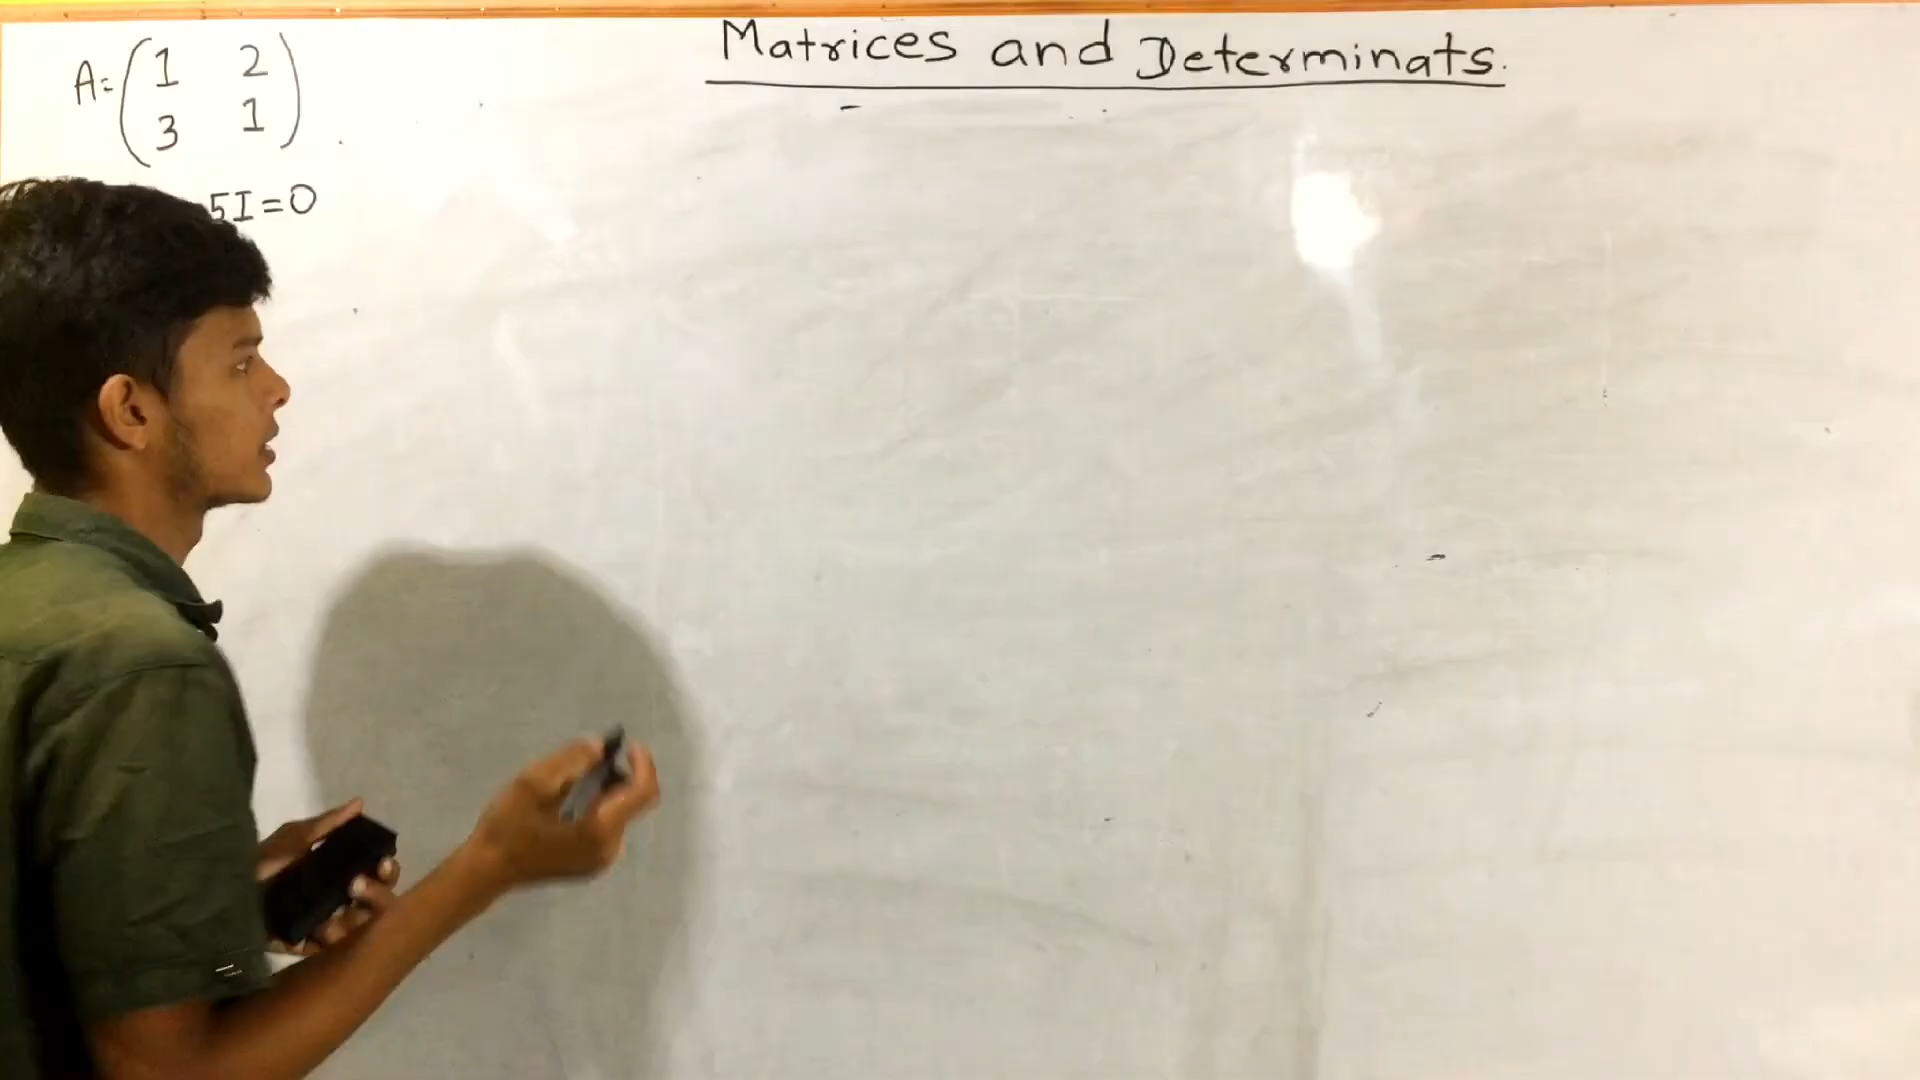 Matrices and Determinats.
A=(1 2
3 1)
5I=0